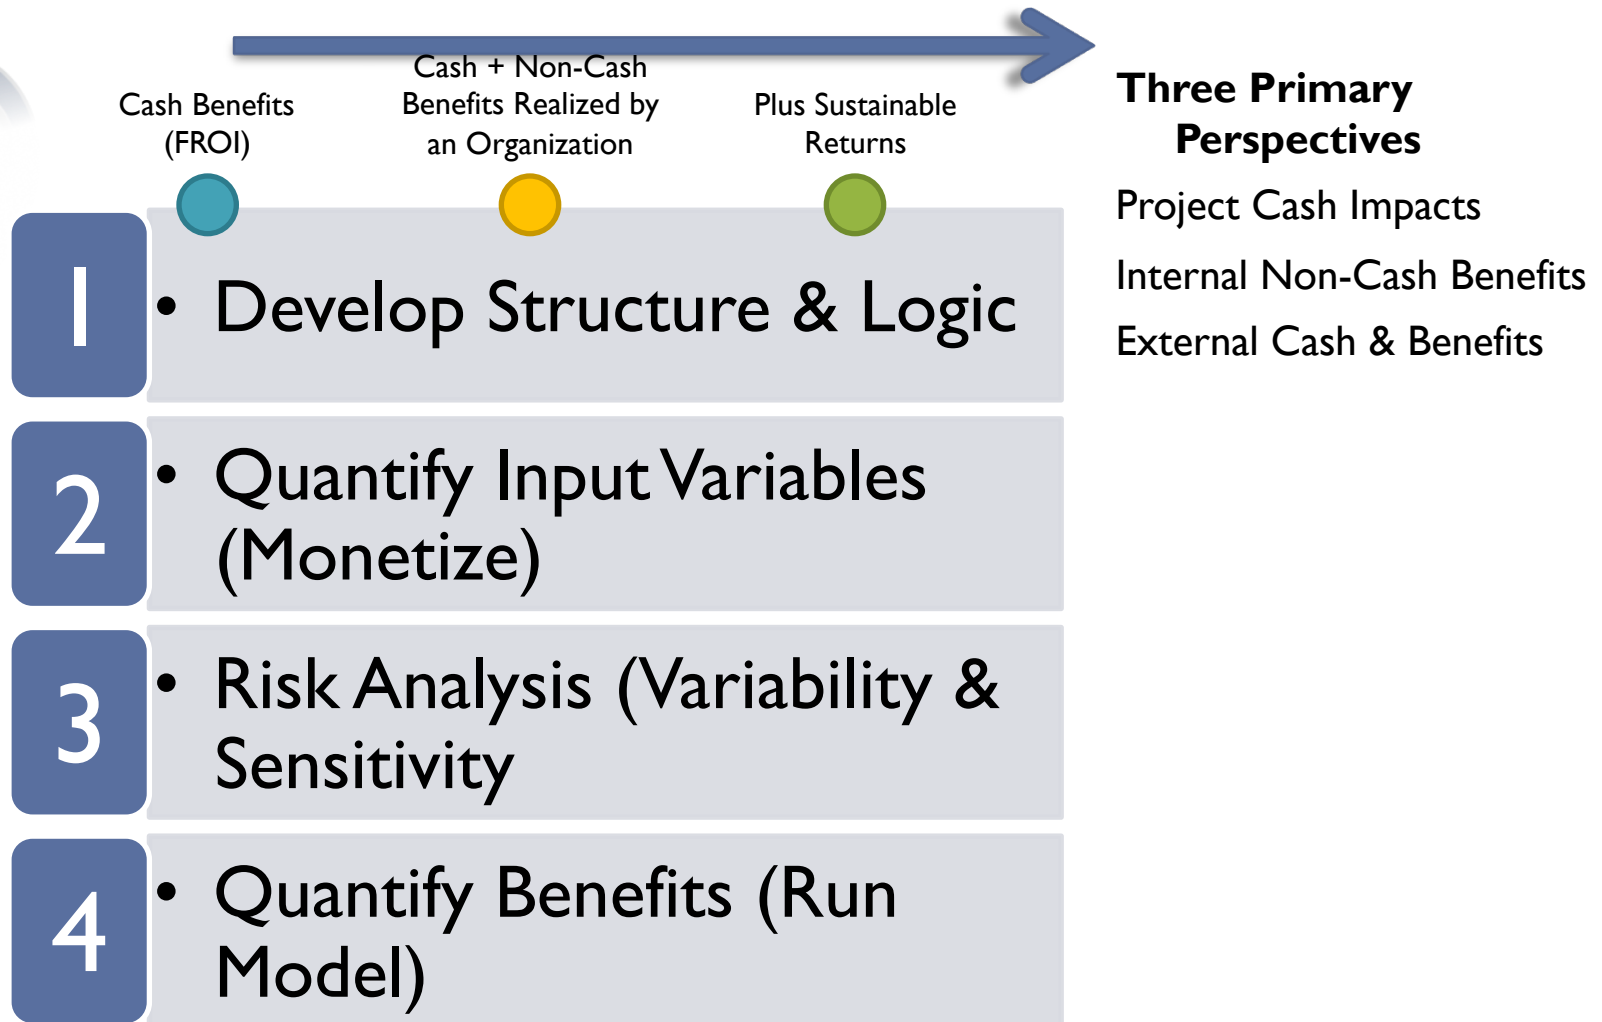 Cash Benefits
(FROI)
Cash + Non-Cash
Benefits Realized by
an Organization
Plus Sustainable
Returns
Three Primary
Perspectives
Project Cash Impacts
Internal Non-Cash Benefits
External Cash & Benefits
1
• Develop Structure & Logic
2
• Quantify Input Variables
(Monetize)
3
• Risk Analysis (Variability &
Sensitivity
4
• Quantify Benefits (Run
Model)